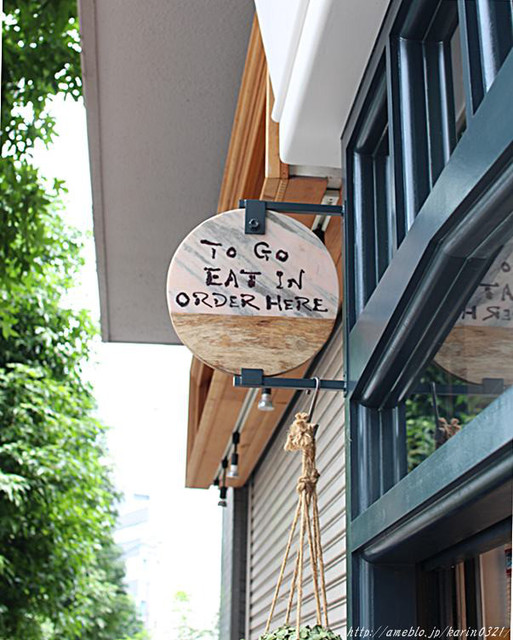 TO GO
EAT IN
ORDER HERE
http://ameblo.jp/karin0321